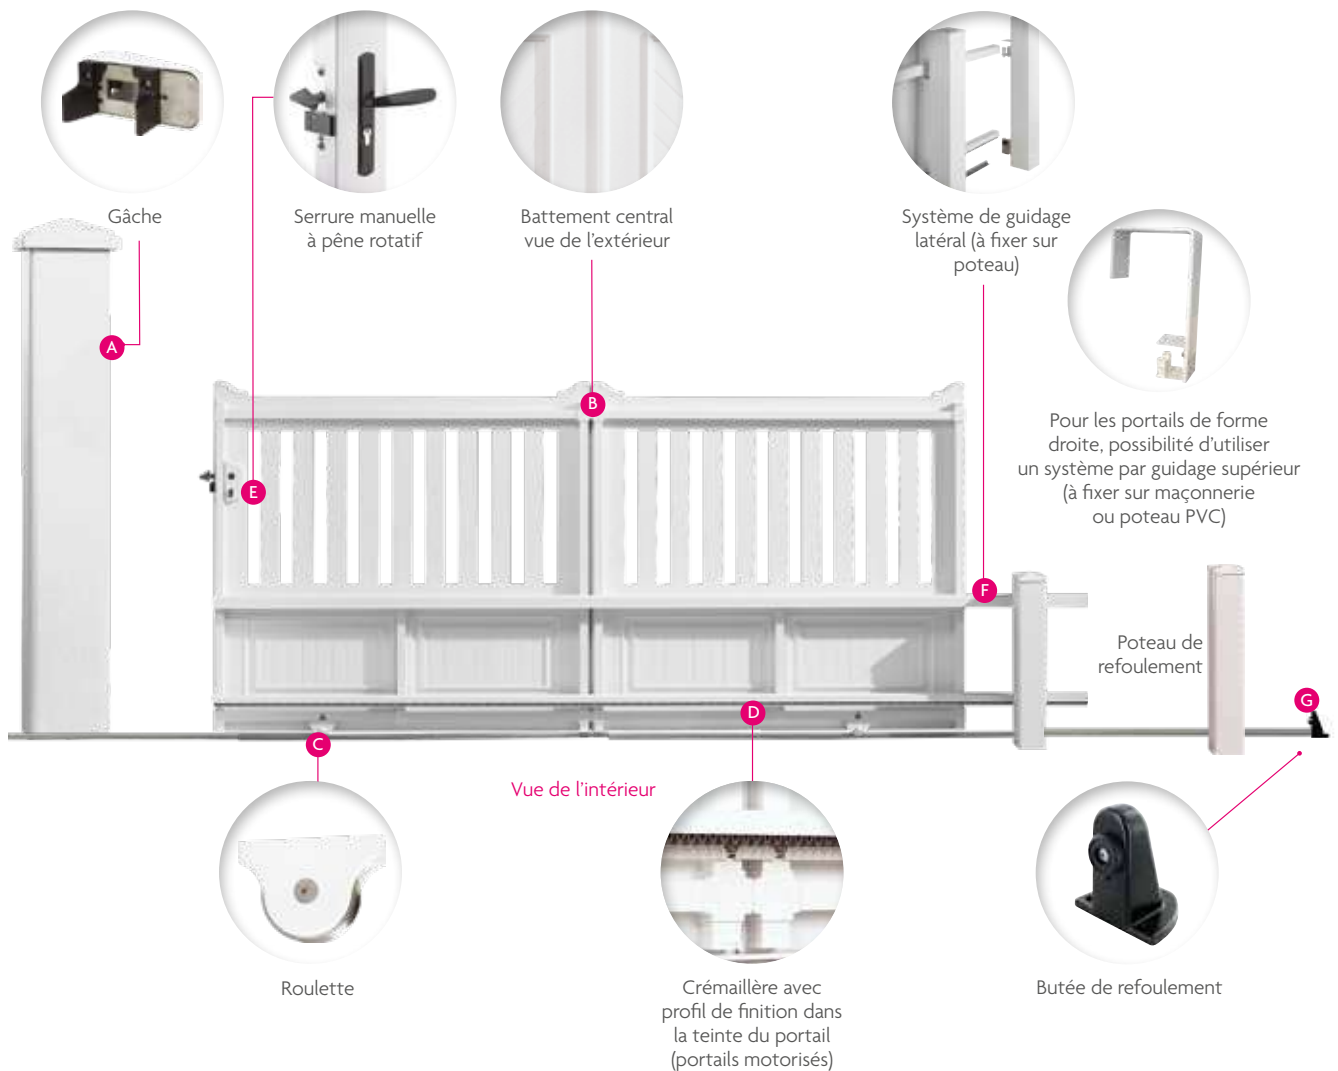 Gâche
Serrure manuelle
à pêne rotatif
Battement central
vue de l'extérieur
Système de guidage
latéral (à fixer sur
poteau)
A
B
Pour les portails de forme
droite, possibilité d'utiliser
un système par guidage supérieur
(à fixer sur maçonnerie
ou poteau PVC)
E
F
Poteau de
refoulement
G
D
C
Vue de l'intérieur
Roulette
Crémaillère avec
profil de finition dans
la teinte du portail
(portails motorisés)
Butée de refoulement